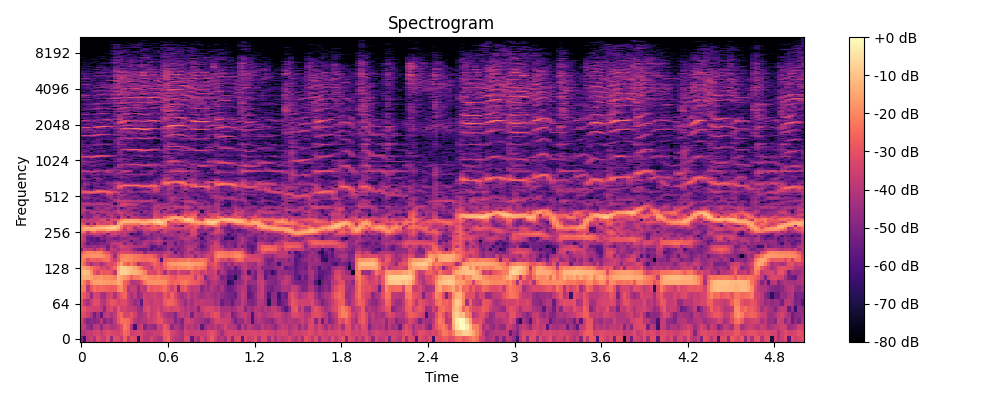 Spectrogram
8192
4096
2048
1024
512
256
128
64
0
Frequency
0 0.6 1.2 1.8 2.4 3 3.6 4.2 4.8
Time
+0 dB
-10 dB
-20 dB
-30 dB
-40 dB
-50 dB
-60 dB
-70 dB
-80 dB